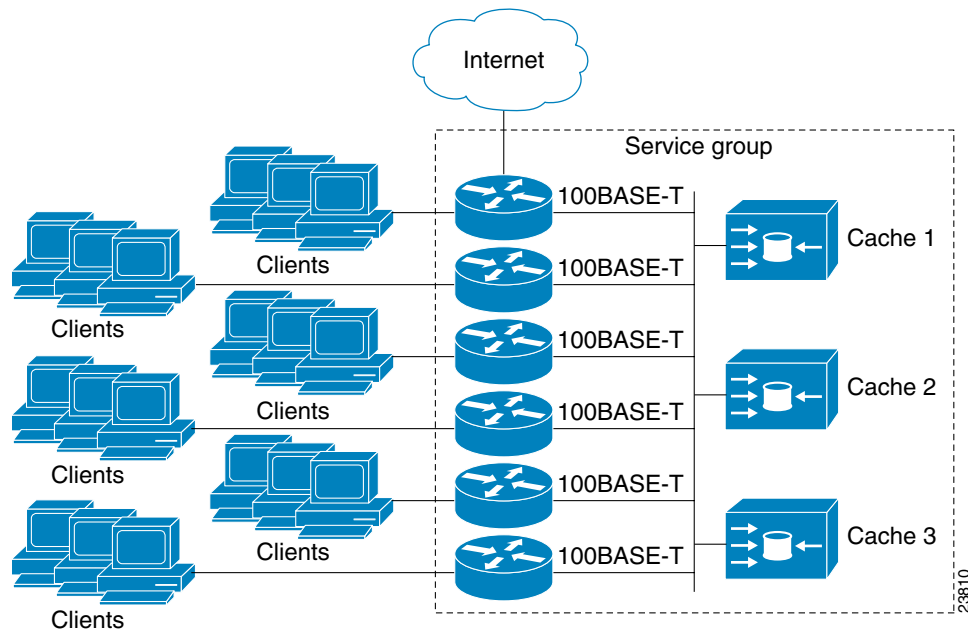 Internet
Service group
100BASE-T
Cache 1
Clients
100BASE-T
Clients
100BASE-T
Clients
100BASE-T
Cache 2
Clients
100BASE-T
Clients
100BASE-T
Cache 3
Clients
23810